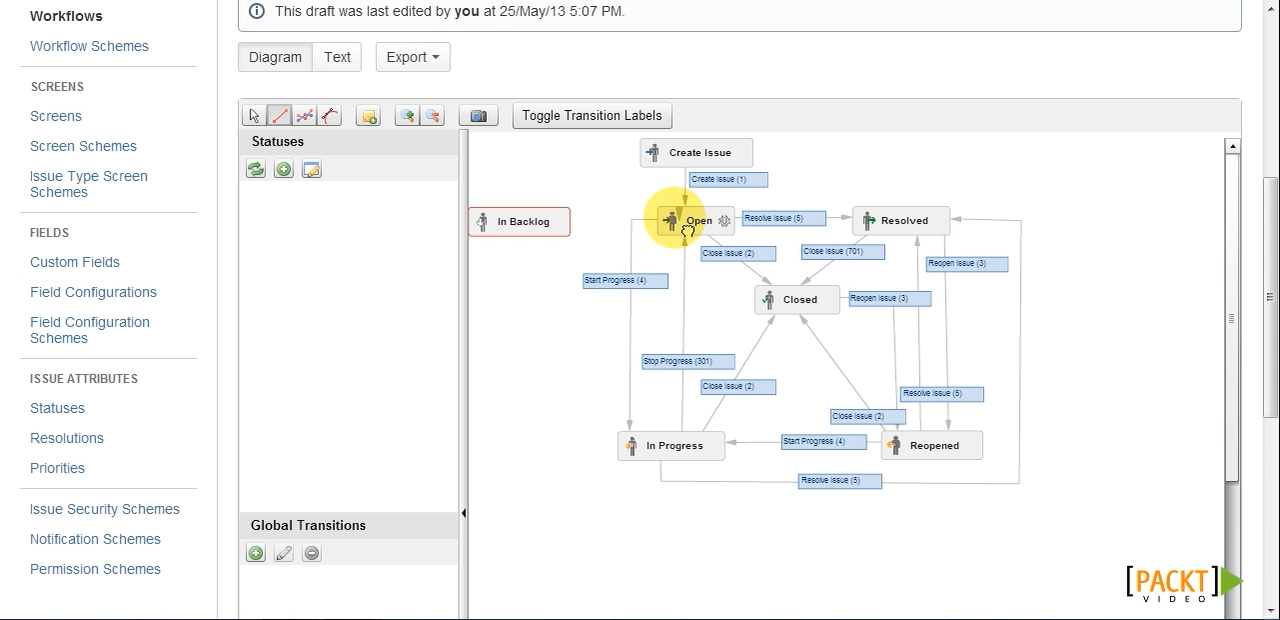 Workflows
Workflow Schemes
SCREENS
Screens
Screen Schemes
Issue Type Screen
Schemes
FIELDS
Custom Fields
Field Configurations
Field Configuration
Schemes
ISSUE ATTRIBUTES
Statuses
Resolutions
Priorities
Issue Security Schemes
Notification Schemes
Permission Schemes
This draft was last edited by you at 25/May/13 5:07 PM.
Diagram Text Export
Toggle Transition Labels
Statuses
Global Transitions
Create Issue
Create Issue (1)
In Backlog
Open
Resolve Issue (5)
Resolved
Close Issue (2)
Close Issue (701)
Reopen Issue (3)
Start Progress (4)
Closed
Reopen Issue (3)
Stop Progress (301)
Close Issue (2)
Resolve Issue (5)
Close Issue (2)
In Progress
Start Progress (4)
Reopened
Resolve Issue (5)
[PACKT]
VIDEO